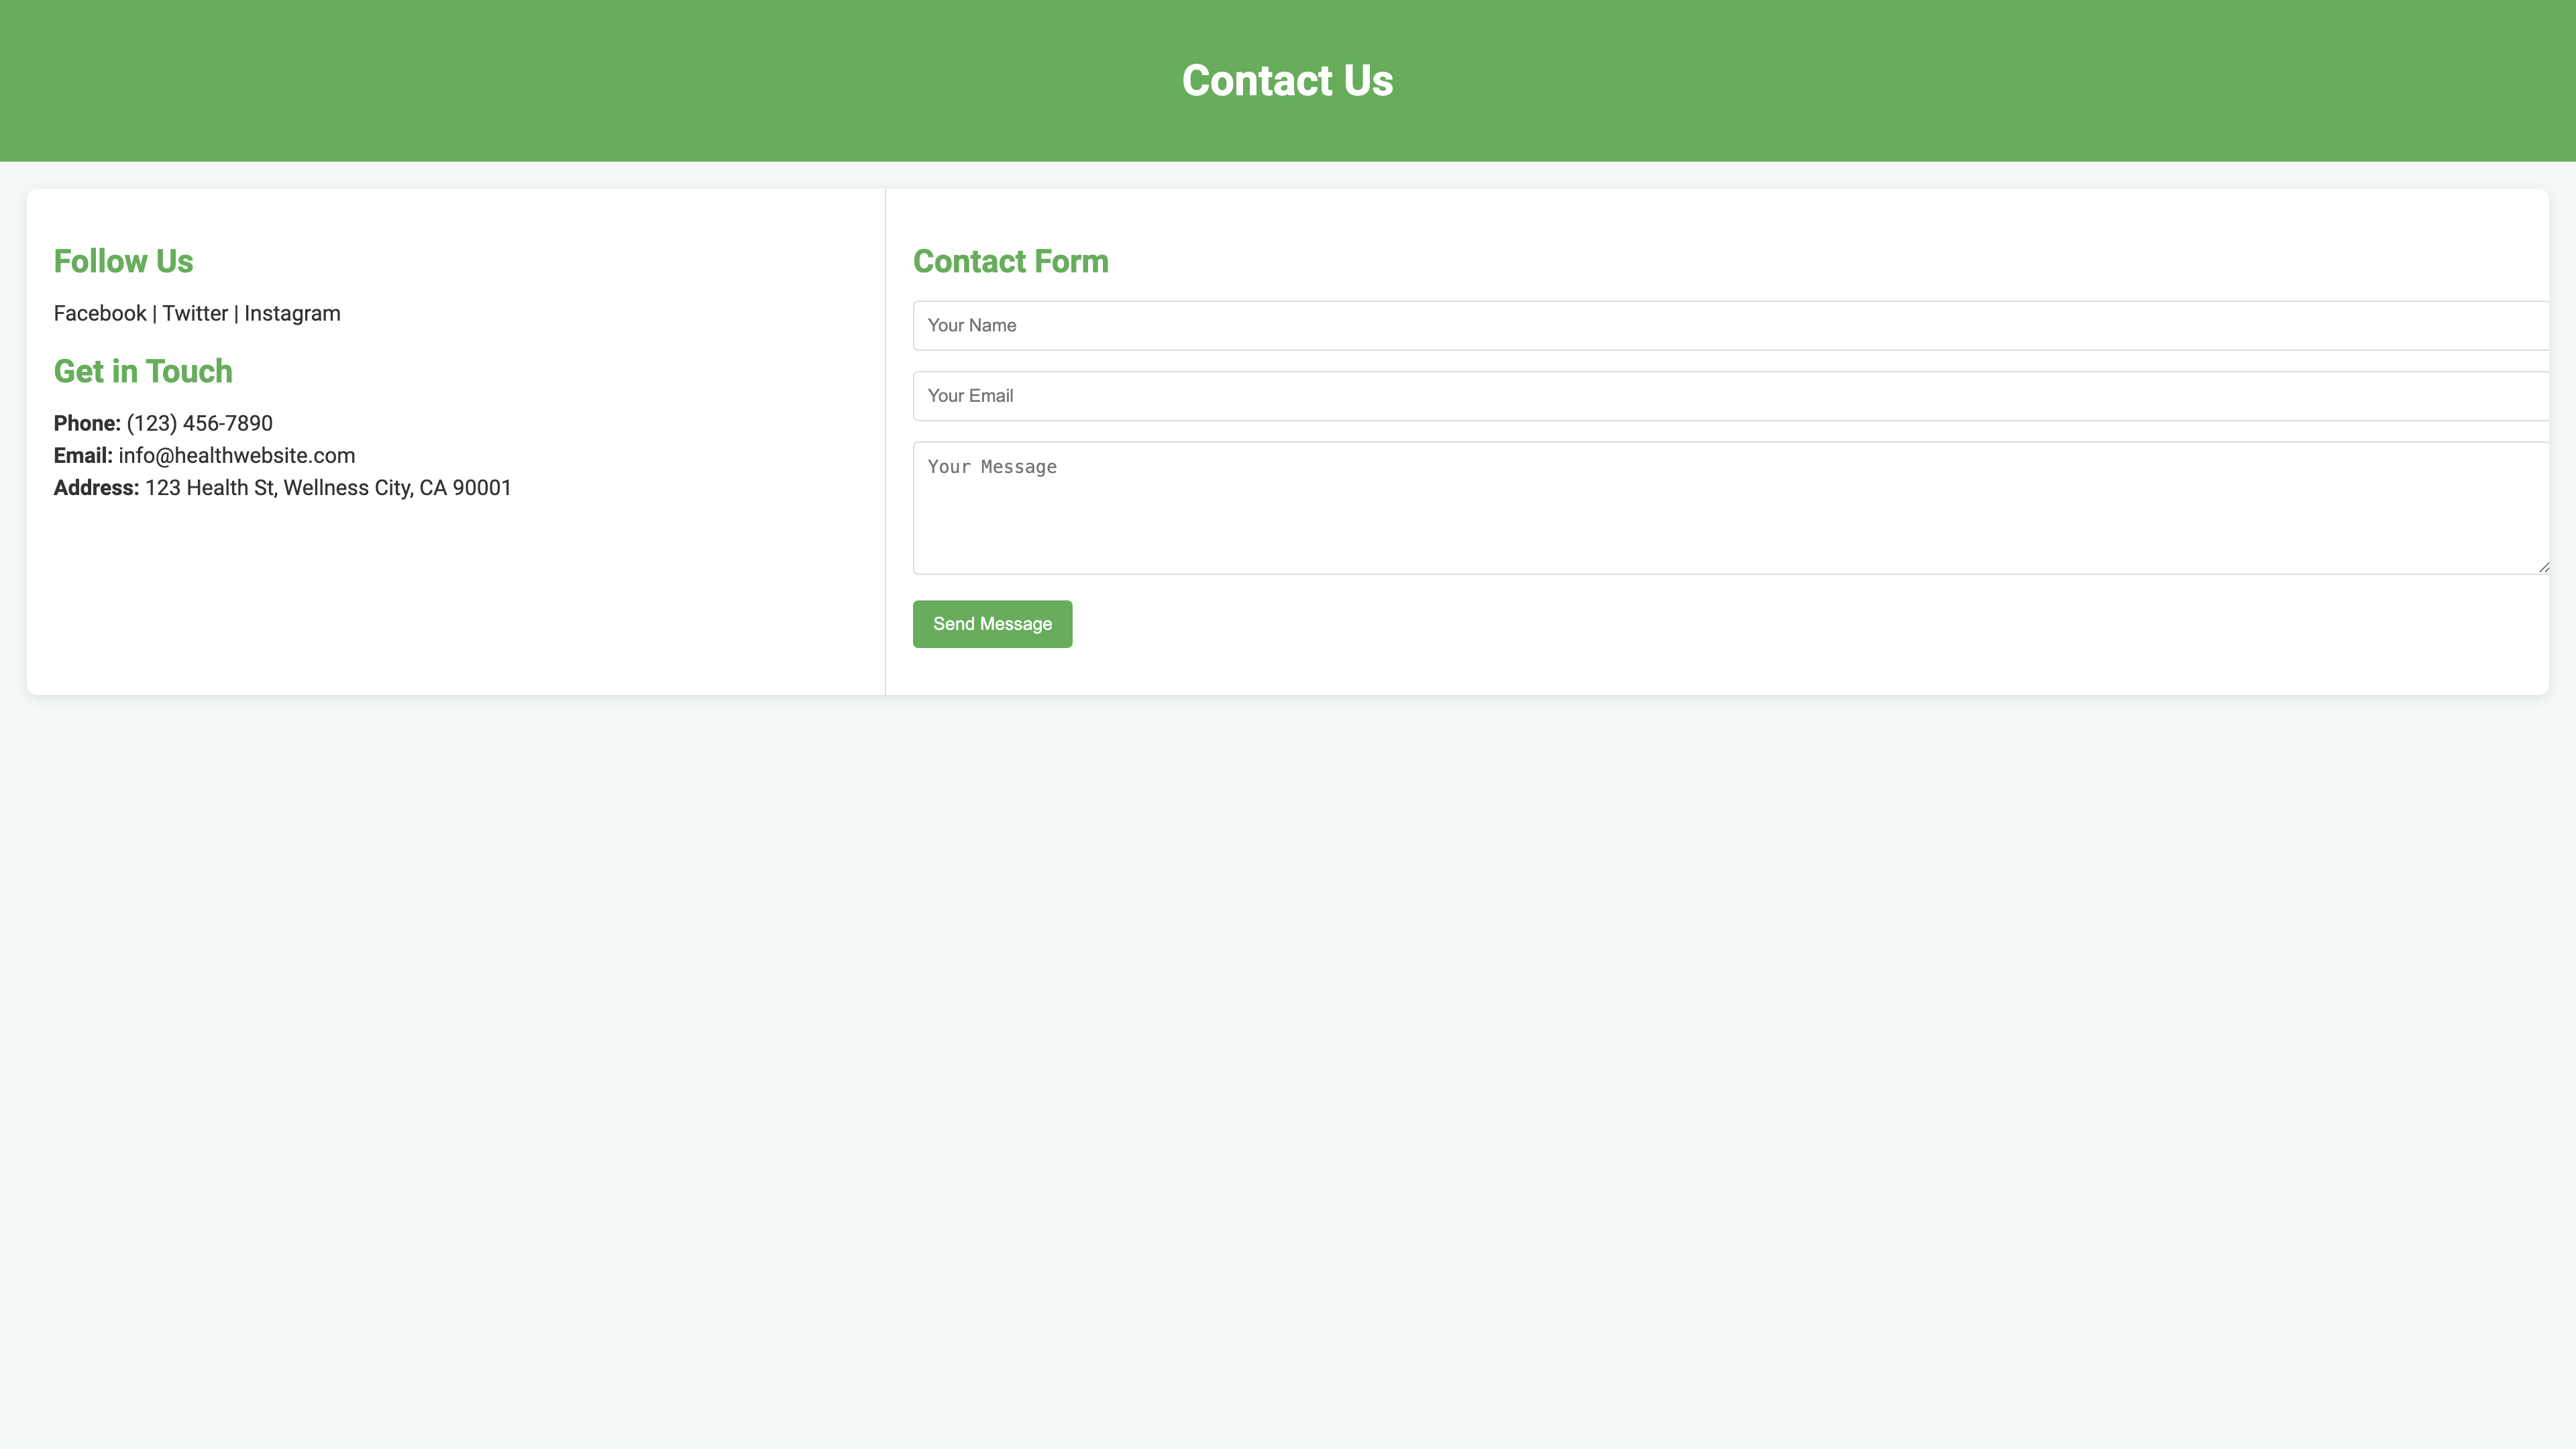 Contact Us
Follow Us
Facebook | Twitter | Instagram
Get in Touch
Phone: (123) 456-7890
Email: info@healthwebsite.com
Address: 123 Health St, Wellness City, CA 90001
Contact Form
Your Name
Your Email
Your Message
Send Message